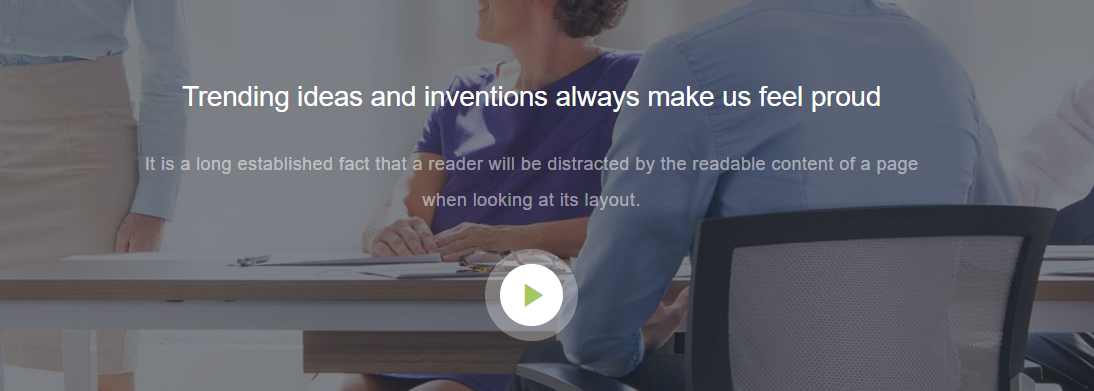 Trending ideas and inventions always make us feel proud
It is a long established fact that a reader will be distracted by the readable content of a page
when looking at its layout.